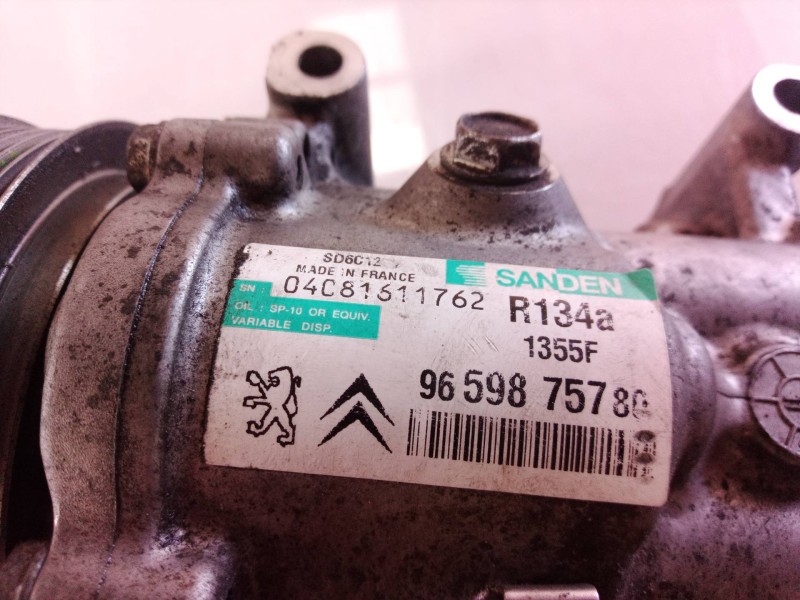 SD6C12
MADE IN FRANCE
SANDEN
SN : 04C81611762
R134a
OIL : SP-10 OR EQUIV.
VARIABLE DISP.
1355F
96 598 757 80